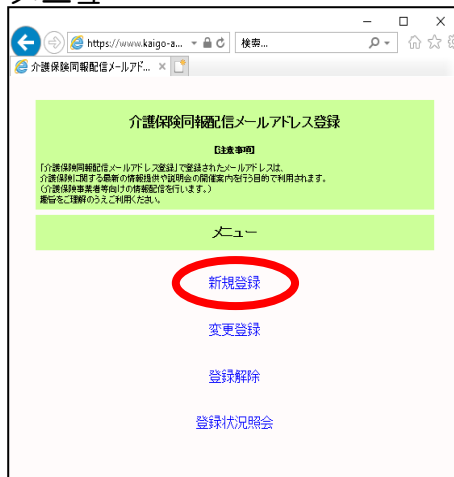 メニュー
https://www.kaigo-a...
検索...
介護保険同報配信メールアドﾞ...
介護保険同報配信メールアドレス登録
【注意事項】
「介護保険同報配信メールアドレス登録」で登録されたメールアドレスは、
介護保険に関する最新の情報提供や説明会の開催案内を行う目的で利用されます。
(介護保険事業者等向けの情報配信を行います。)
趣旨をご理解のうえご利用ください。
メニュー
新規登録
変更登録
登録解除
登録状況照会